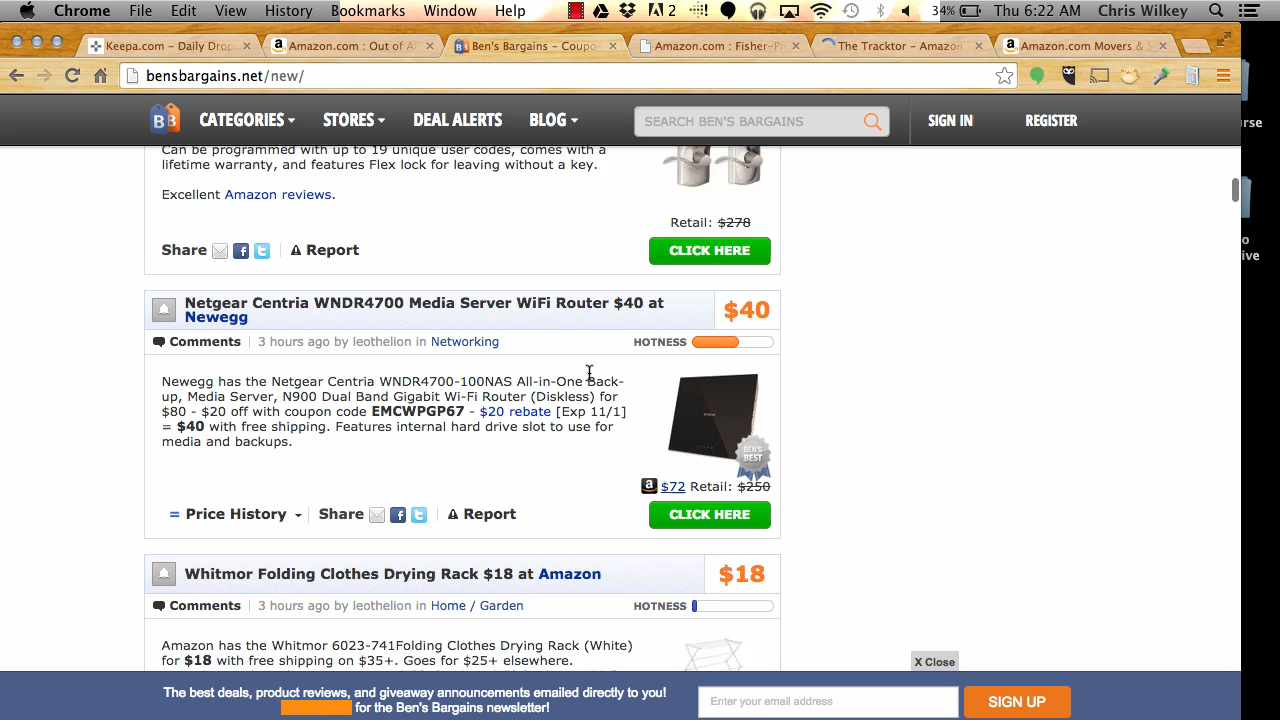 Chrome File Edit View History Bookmarks Window Help 2 34% Thu 6:22 AM Chris Wilkey
Keepa.com – Daily Drop × Amazon.com : Out of Af × Ben's Bargains – Coupo × Amazon.com : Fisher-Pr × The Tracktor – Amazon × Amazon.com Movers & ×
bensbargains.net/new/
urse
BB CATEGORIES STORES DEAL ALERTS BLOG SEARCH BEN'S BARGAINS SIGN IN REGISTER
Can be programmed with up to 19 unique user codes, comes with a
lifetime warranty, and features Flex lock for leaving without a key.
Excellent Amazon reviews.
Retail: $278
Share Report CLICK HERE
o
ive
Netgear Centria WNDR4700 Media Server WiFi Router $40 at
Newegg
$40
Comments 3 hours ago by leothelion in Networking HOTNESS
Newegg has the Netgear Centria WNDR4700-100NAS All-in-One Back-
up, Media Server, N900 Dual Band Gigabit Wi-Fi Router (Diskless) for
$80 - $20 off with coupon code EMCWPGP67 - $20 rebate [Exp 11/1]
= $40 with free shipping. Features internal hard drive slot to use for
media and backups.
BEN'S
BEST
a $72 Retail: $250
= Price History Share Report CLICK HERE
Whitmor Folding Clothes Drying Rack $18 at Amazon $18
Comments 3 hours ago by leothelion in Home / Garden HOTNESS
Amazon has the Whitmor 6023-741Folding Clothes Drying Rack (White)
for $18 with free shipping on $35+. Goes for $25+ elsewhere.
X Close
The best deals, product reviews, and giveaway announcements emailed directly to you!
for the Ben's Bargains newsletter!
Enter your email address SIGN UP